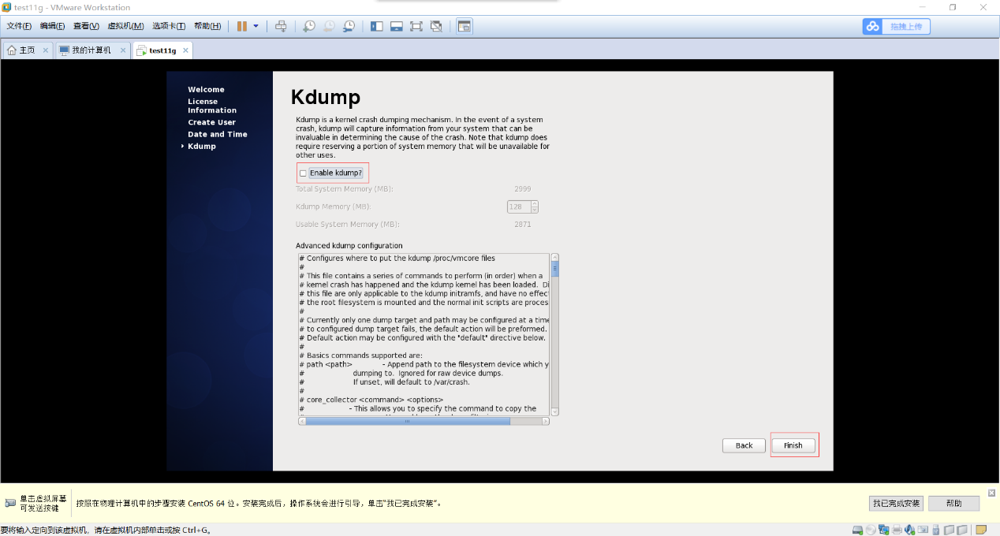 test11g - VMware Workstation
文件(F) 编辑(E) 查看(V) 虚拟机(M) 选项卡(T) 帮助(H)
拖拽上传
主页 我的计算机 test11g
Welcome
License
Information
Create User
Date and Time
Kdump
Kdump
Kdump is a kernel crash dumping mechanism. In the event of a system
crash, kdump will capture information from your system that can be
invaluable in determining the cause of the crash. Note that kdump does
require reserving a portion of system memory that will be unavailable for
other uses.
Enable kdump?
Total System Memory (MB): 2999
Kdump Memory (MB): 128
Usable System Memory (MB): 2871
Advanced kdump configuration
# Configures where to put the kdump /proc/vmcore files
#
# This file contains a series of commands to perform (in order) when a
# kernel crash has happened and the kdump kernel has been loaded. Di
# this file are only applicable to the kdump initramfs, and have no effec
# the root filesystem is mounted and the normal init scripts are proces
#
# Currently only one dump target and path may be configured at a time
# to configured dump target fails, the default action will be preformed.
# Default action may be configured with the "default" directive below.
#
# Basics commands supported are:
# path <path> - Append path to the filesystem device which y
# dumping to. Ignored for raw device dumps.
# If unset, will default to /var/crash.
#
# core_collector <command> <options>
# - This allows you to specify the command to copy the
Back Finish
单击虚拟屏幕
可发送按键
按照在物理计算机中的步骤安装 CentOS 64 位。安装完成后，操作系统会进行引导，单击“我已完成安装”。
我已完成安装 帮助
要将输入定向到该虚拟机，请在虚拟机内部单击或按 Ctrl+G。